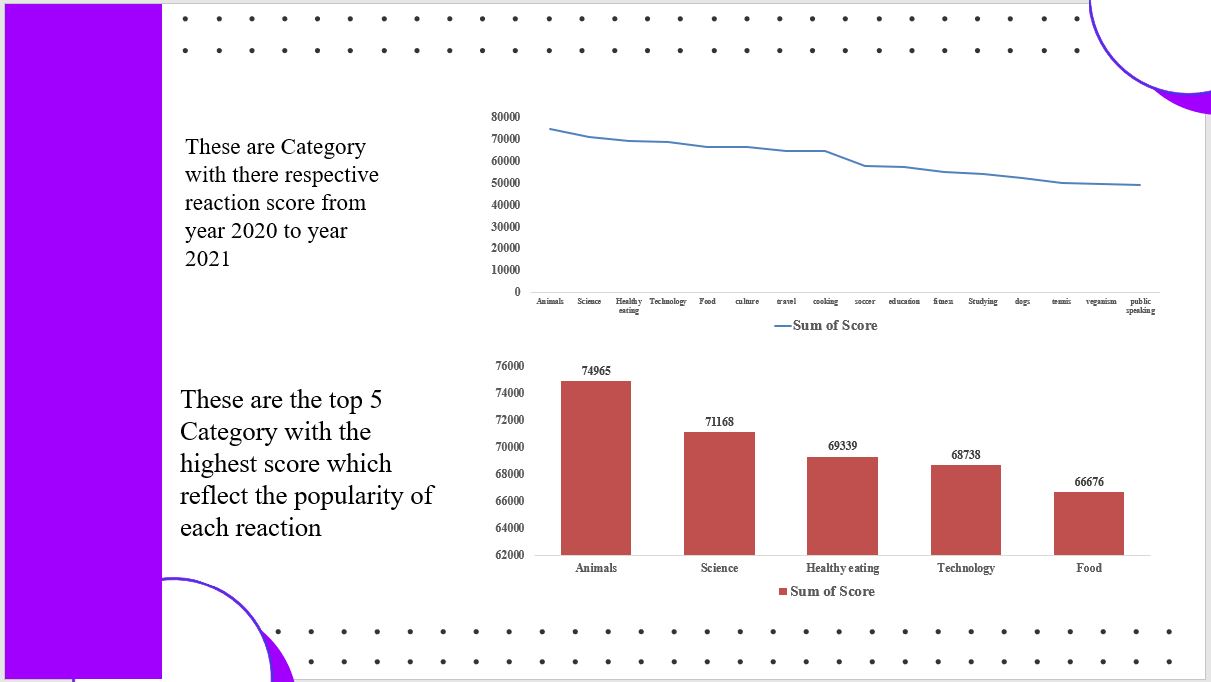 These are Category
with there respective
reaction score from
year 2020 to year
2021
80000
70000
60000
50000
40000
30000
20000
10000
0
Animals Science Healthy eating Technology Food culture travel cooking soccer education fitness Studying dogs tennis veganism public speaking
Sum of Score
These are the top 5
Category with the
highest score which
reflect the popularity of
each reaction
76000
74000
72000
70000
68000
66000
64000
62000
74965
71168
69339
68738
66676
Animals Science Healthy eating Technology Food
Sum of Score